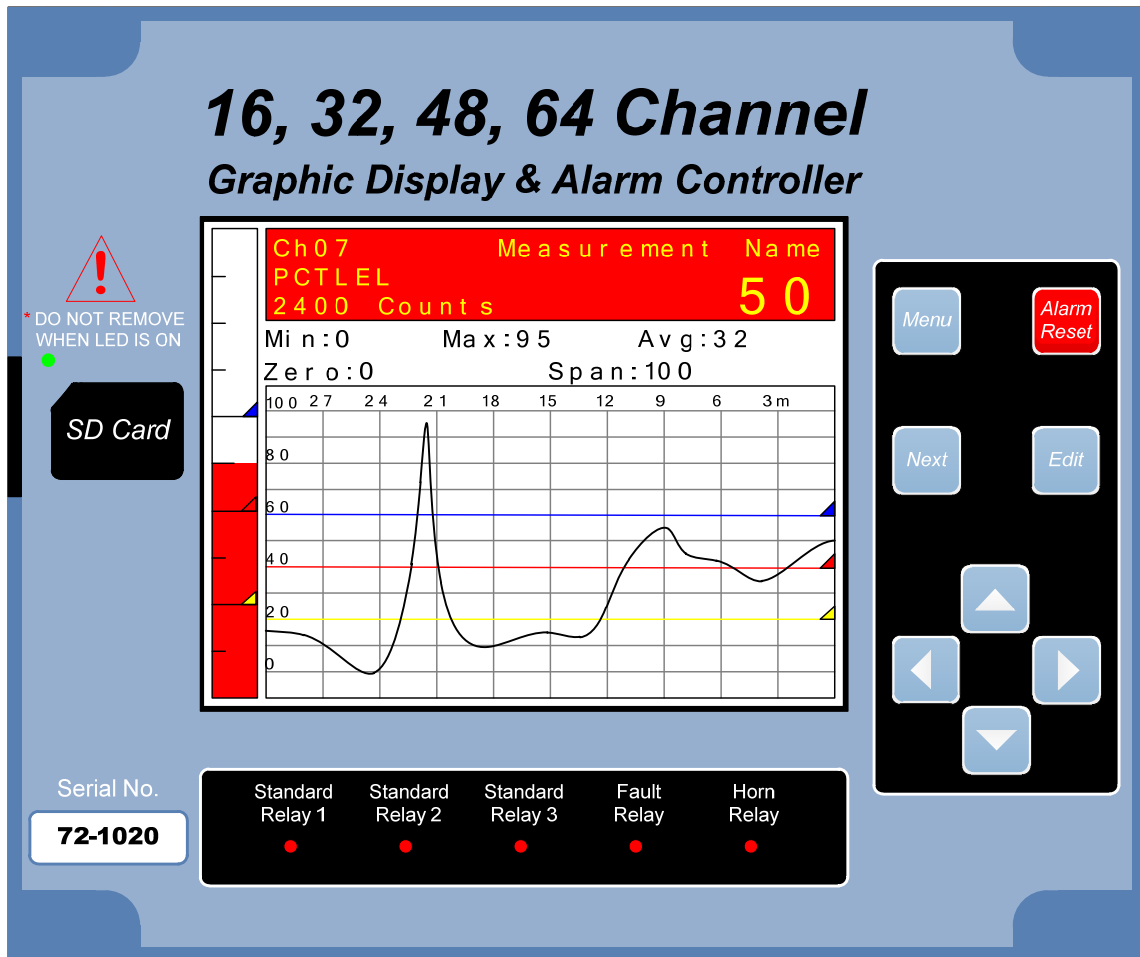 16, 32, 48, 64 Channel
Graphic Display & Alarm Controller
* DO NOT REMOVE
WHEN LED IS ON
SD Card
Ch07 Measurement Name
PCTLEL
2400 Counts
50
Min:0 Max:95 Avg:32
Zero:0 Span:100
100 27 24 21 18 15 12 9 6 3m
80
60
40
20
0
Menu
Alarm
Reset
Next
Edit
Serial No.
72-1020
Standard
Relay 1
Standard
Relay 2
Standard
Relay 3
Fault
Relay
Horn
Relay